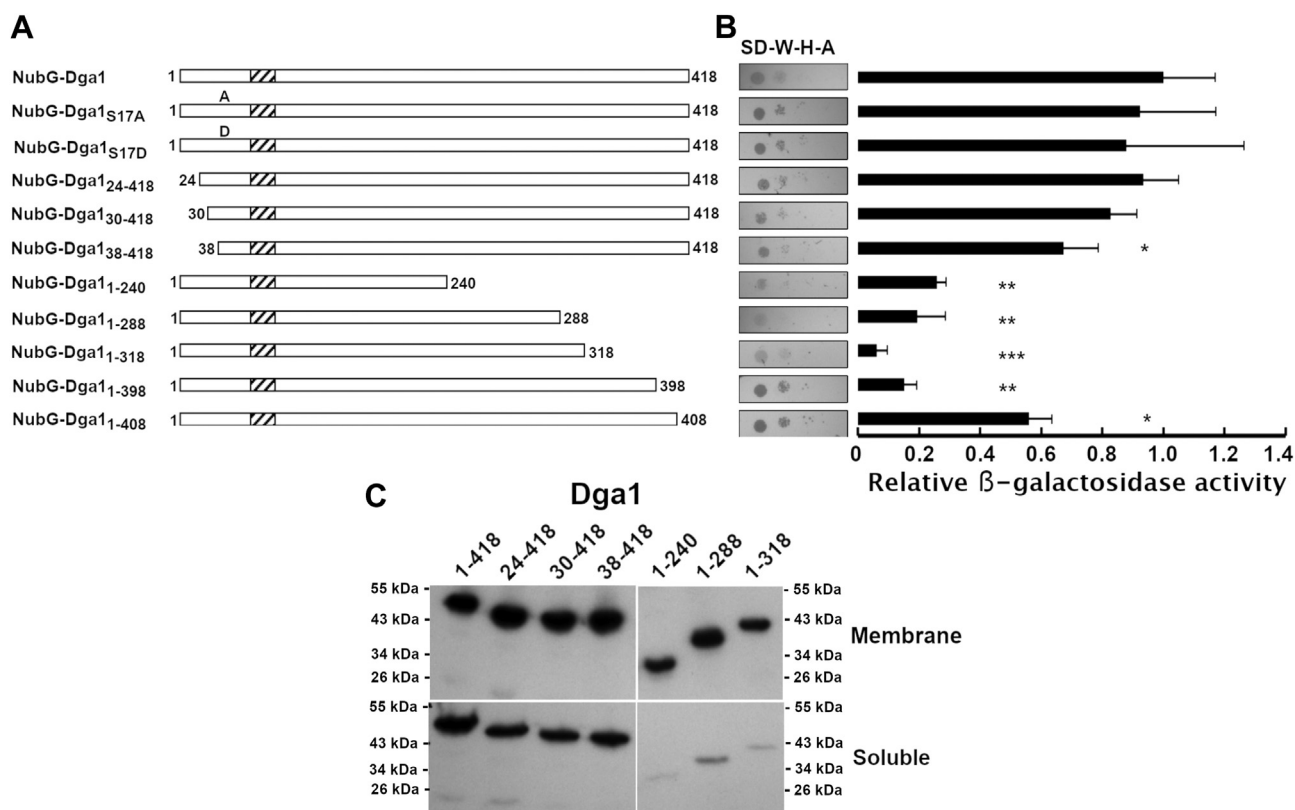 A
B
SD-W-H-A
NubG-Dga1 1 418
NubG-Dga1S17A 1 A 418
NubG-Dga1S17D 1 D 418
NubG-Dga124-418 24 418
NubG-Dga130-418 30 418
NubG-Dga138-418 38 418 *
NubG-Dga11-240 1 240 **
NubG-Dga11-288 1 288 **
NubG-Dga11-318 1 318 ***
NubG-Dga11-398 1 398 **
NubG-Dga11-408 1 408 *
0 0.2 0.4 0.6 0.8 1.0 1.2 1.4
Relative ß-galactosidase activity
C
Dga1
1-418 24-418 30-418 38-418 1-240 1-288 1-318
55 kDa 55 kDa
43 kDa 43 kDa
Membrane
34 kDa 34 kDa
26 kDa 26 kDa
55 kDa 55 kDa
43 kDa 43 kDa
Soluble
34 kDa 34 kDa
26 kDa 26 kDa